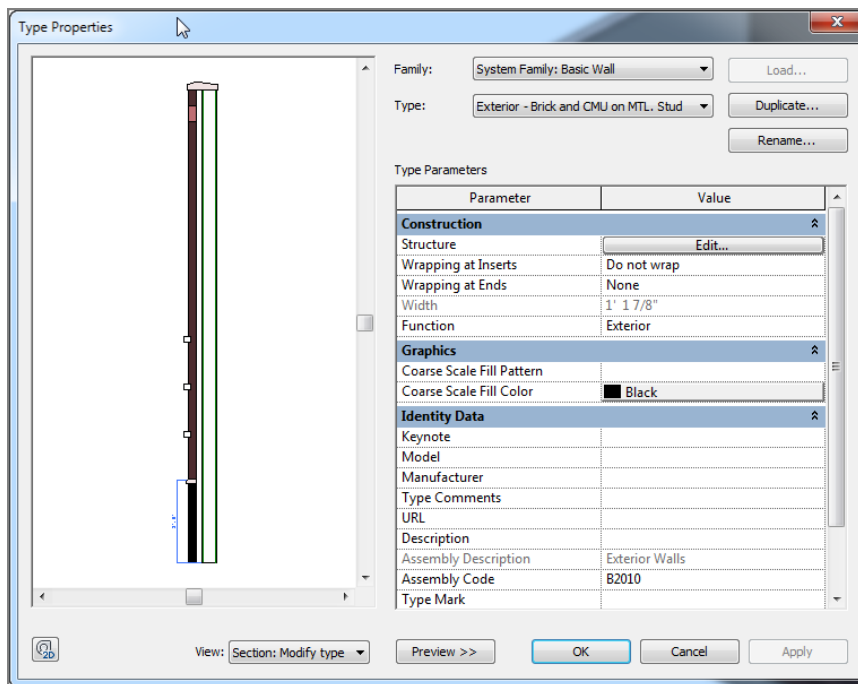 Type Properties
x
Family: System Family: Basic Wall Load...
Type: Exterior - Brick and CMU on MTL. Stud Duplicate...
Rename...
Type Parameters
Parameter Value
Construction
Structure Edit...
Wrapping at Inserts Do not wrap
Wrapping at Ends None
Width 1' 1 7/8"
Function Exterior
Graphics
Coarse Scale Fill Pattern
Coarse Scale Fill Color Black
Identity Data
Keynote
Model
Manufacturer
Type Comments
URL
Description
Assembly Description Exterior Walls
Assembly Code B2010
Type Mark
2D View: Section: Modify type Preview >> OK Cancel Apply